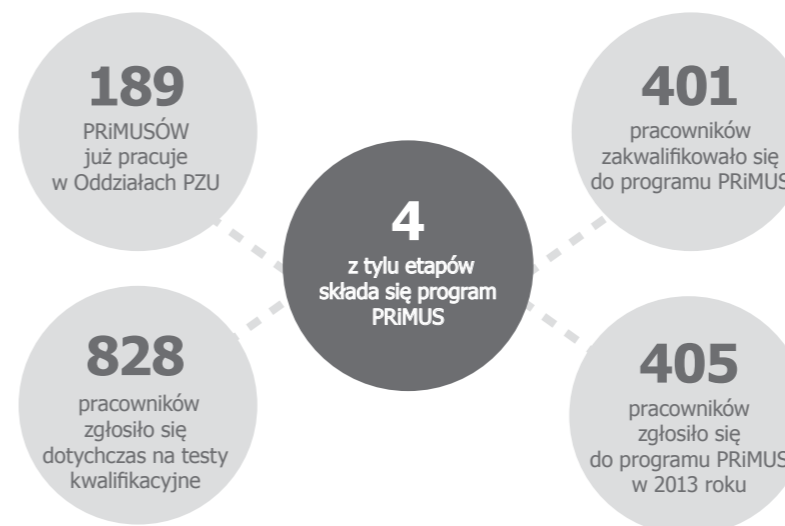 189
PRiMUSÓW
już pracuje
w Oddziałach PZU
401
pracowników
zakwalifikowało się
do programu PRiMUS
4
z tylu etapów
składa się program
PRiMUS
828
pracowników
zgłosiło się
dotychczas na testy
kwalifikacyjne
405
pracowników
zgłosiło się
do programu PRiMUS
w 2013 roku